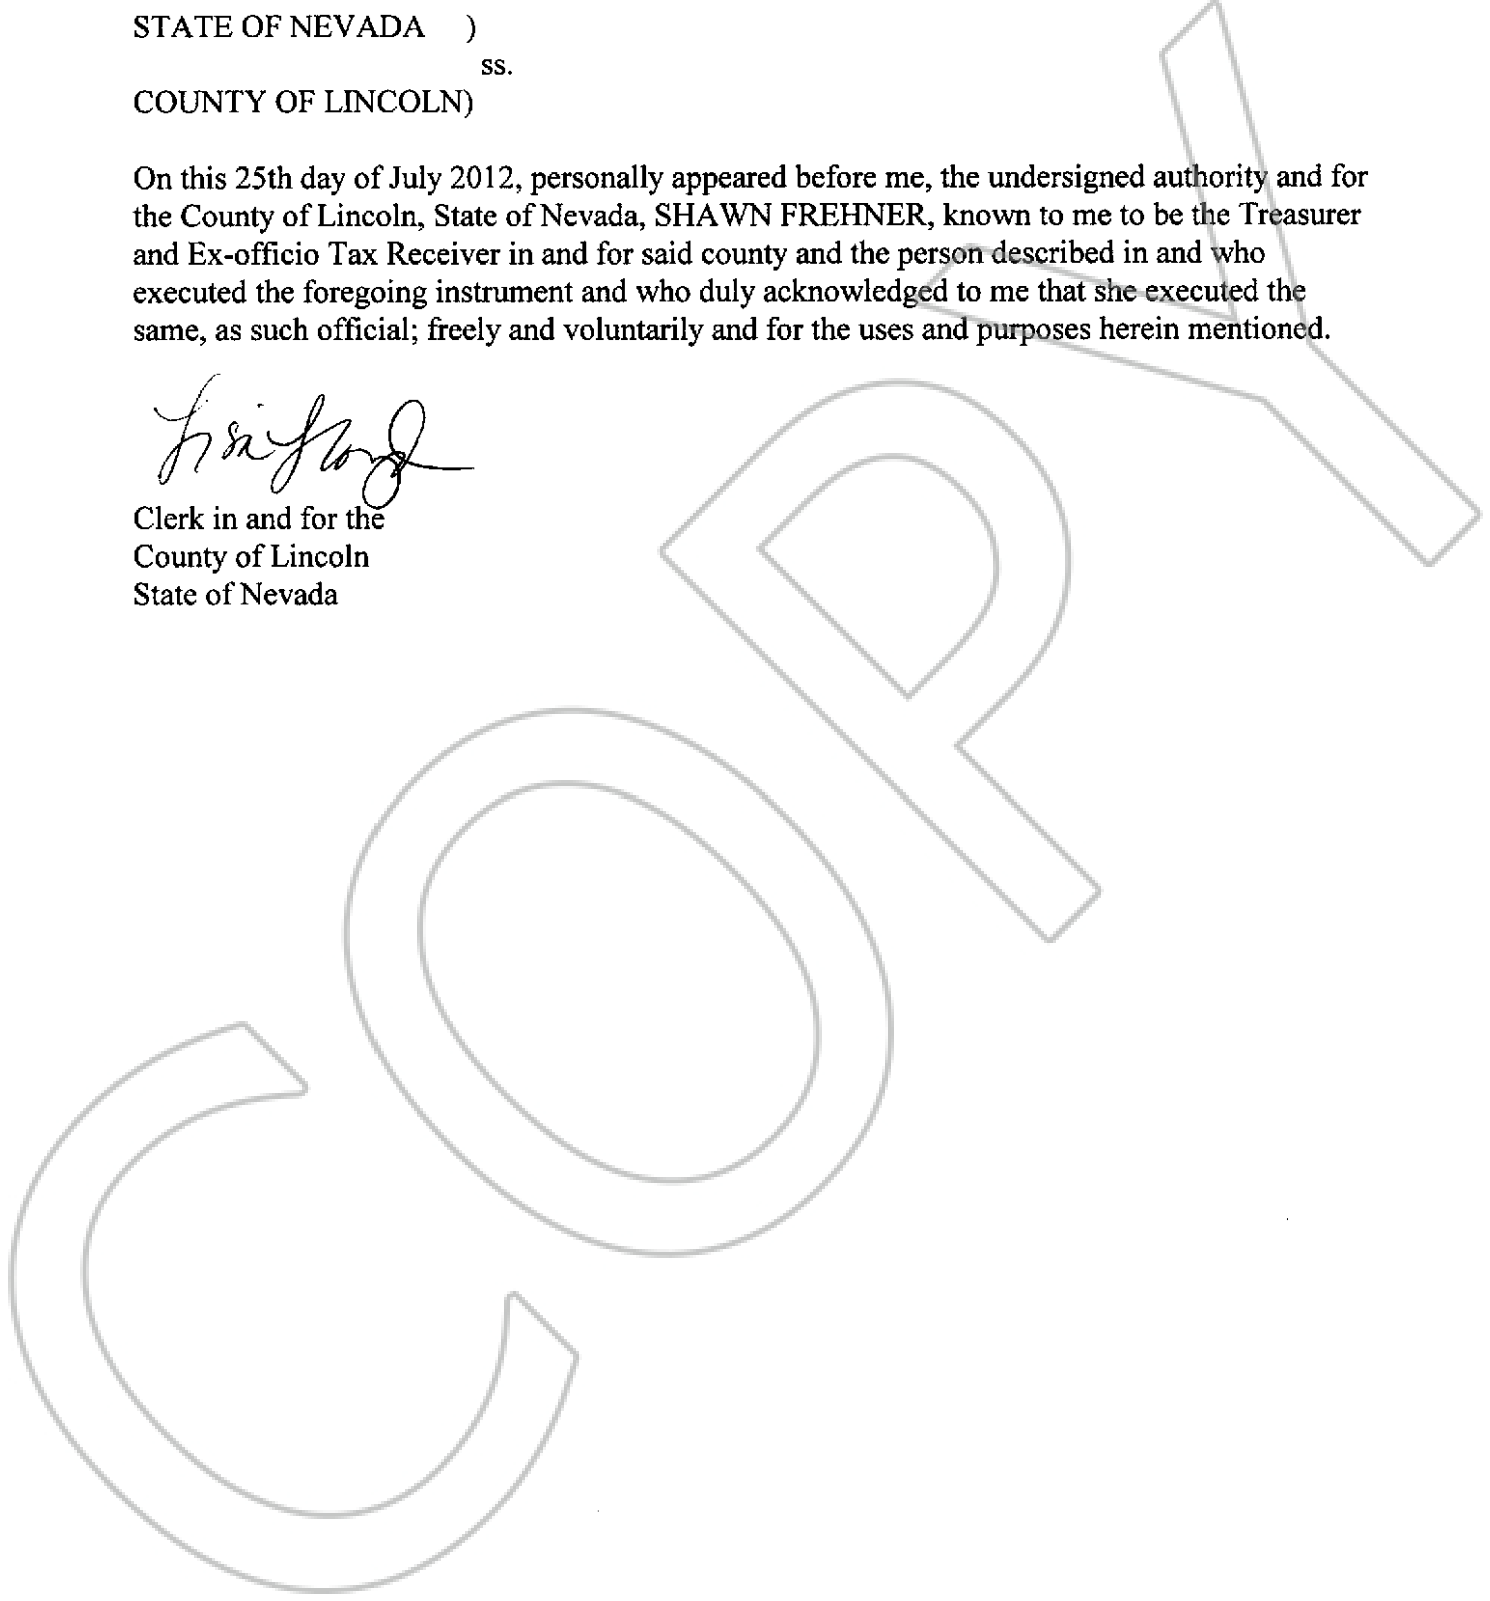 STATE OF NEVADA )
ss.
COUNTY OF LINCOLN)
On this 25th day of July 2012, personally appeared before me, the undersigned authority and for
the County of Lincoln, State of Nevada, SHAWN FREHNER, known to me to be the Treasurer
and Ex-officio Tax Receiver in and for said county and the person described in and who
executed the foregoing instrument and who duly acknowledged to me that she executed the
same, as such official; freely and voluntarily and for the uses and purposes herein mentioned.
Lisa Lloyd
Clerk in and for the
County of Lincoln
State of Nevada
COPY